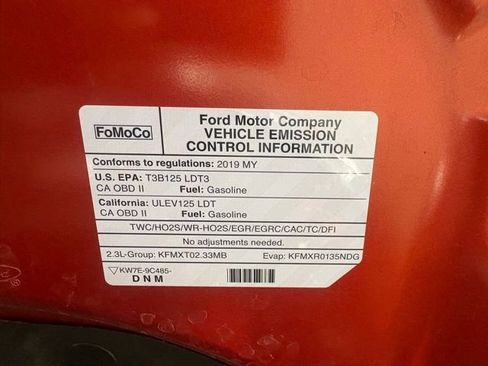 FoMoCo
Ford Motor Company
VEHICLE EMISSION
CONTROL INFORMATION
Conforms to regulations: 2019 MY
U.S. EPA: T3B125 LDT3
CA OBD II Fuel: Gasoline
California: ULEV125 LDT
CA OBD II Fuel: Gasoline
TWC/HO2S/WR-HO2S/EGR/EGRC/CAC/TC/DFI
No adjustments needed.
2.3L-Group: KFMXT02.33MB Evap: KFMXR0135NDG
KW7E-9C485-
DNM